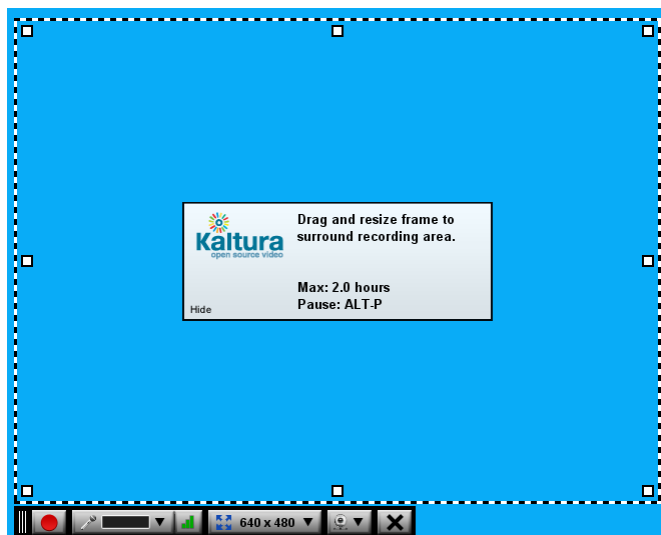 Drag and resize frame to
surround recording area.
Kaltura
open source video
Max: 2.0 hours
Pause: ALT-P
Hide
640 x 480